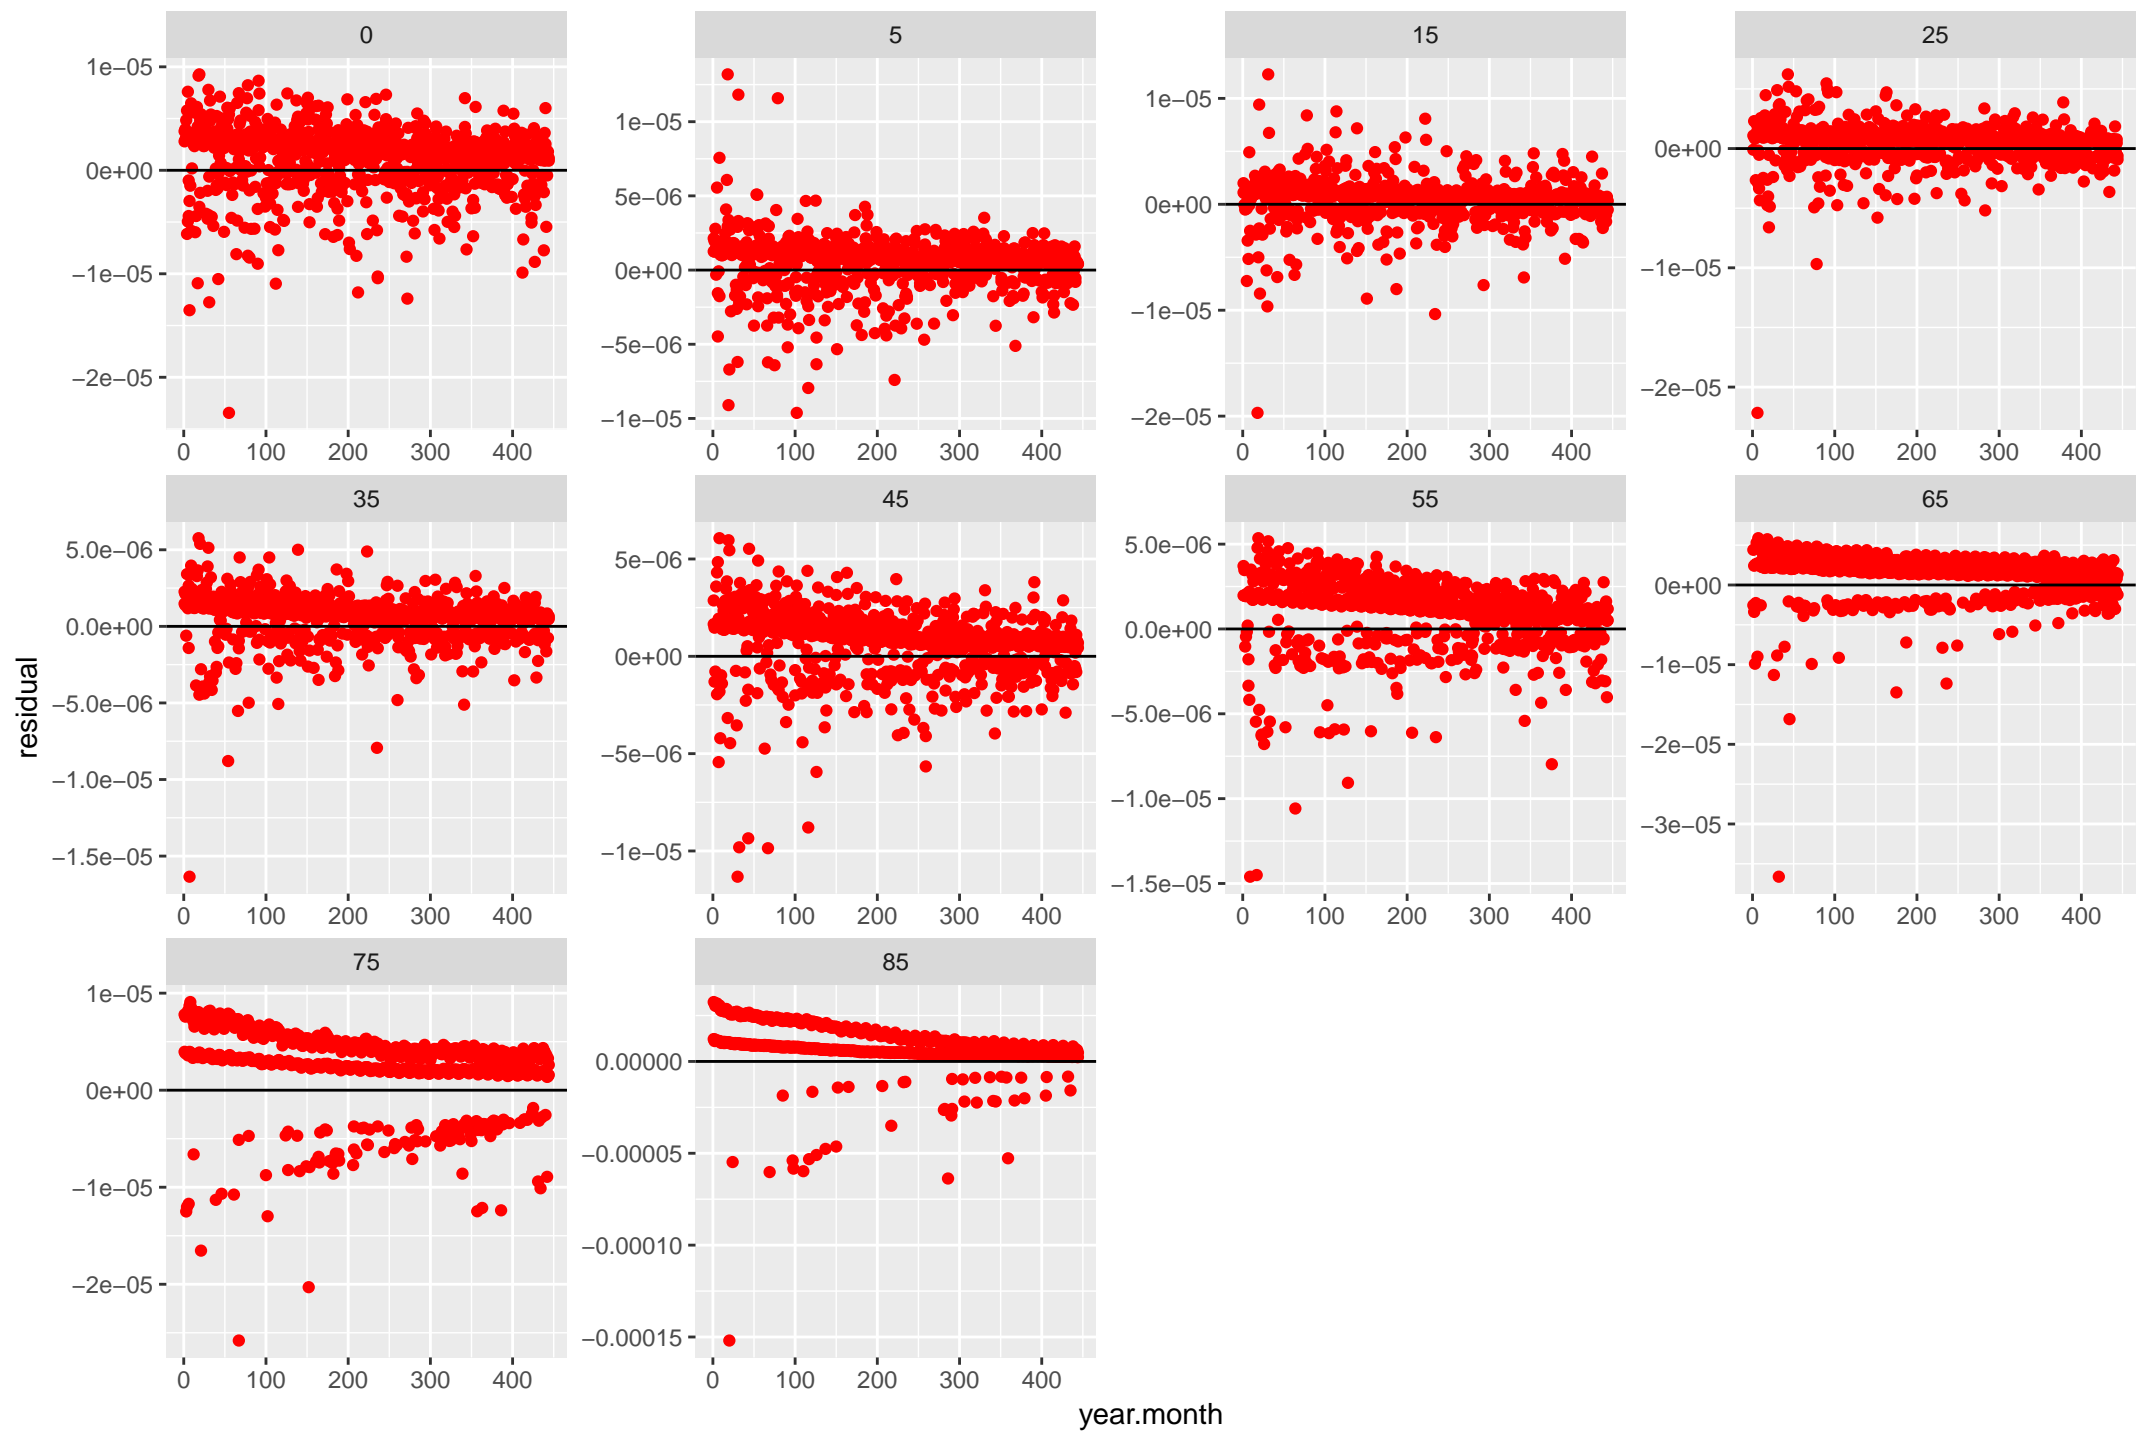 0 5 15 25
1e−05
0e+00
−1e−05
−2e−05
1e−05
5e−06
0e+00
−5e−06
−1e−05
1e−05
0e+00
−1e−05
−2e−05
0e+00
−1e−05
−2e−05
0 100 200 300 400 0 100 200 300 400 0 100 200 300 400 0 100 200 300 400
35 45 55 65
5.0e−06
0.0e+00
−5.0e−06
−1.0e−05
−1.5e−05
5e−06
0e+00
−5e−06
−1e−05
5.0e−06
0.0e+00
−5.0e−06
−1.0e−05
−1.5e−05
0e+00
−1e−05
−2e−05
−3e−05
0 100 200 300 400 0 100 200 300 400 0 100 200 300 400 0 100 200 300 400
75 85
1e−05
0e+00
−1e−05
−2e−05
0.00000
−0.00005
−0.00010
−0.00015
0 100 200 300 400 0 100 200 300 400
year.month
residual